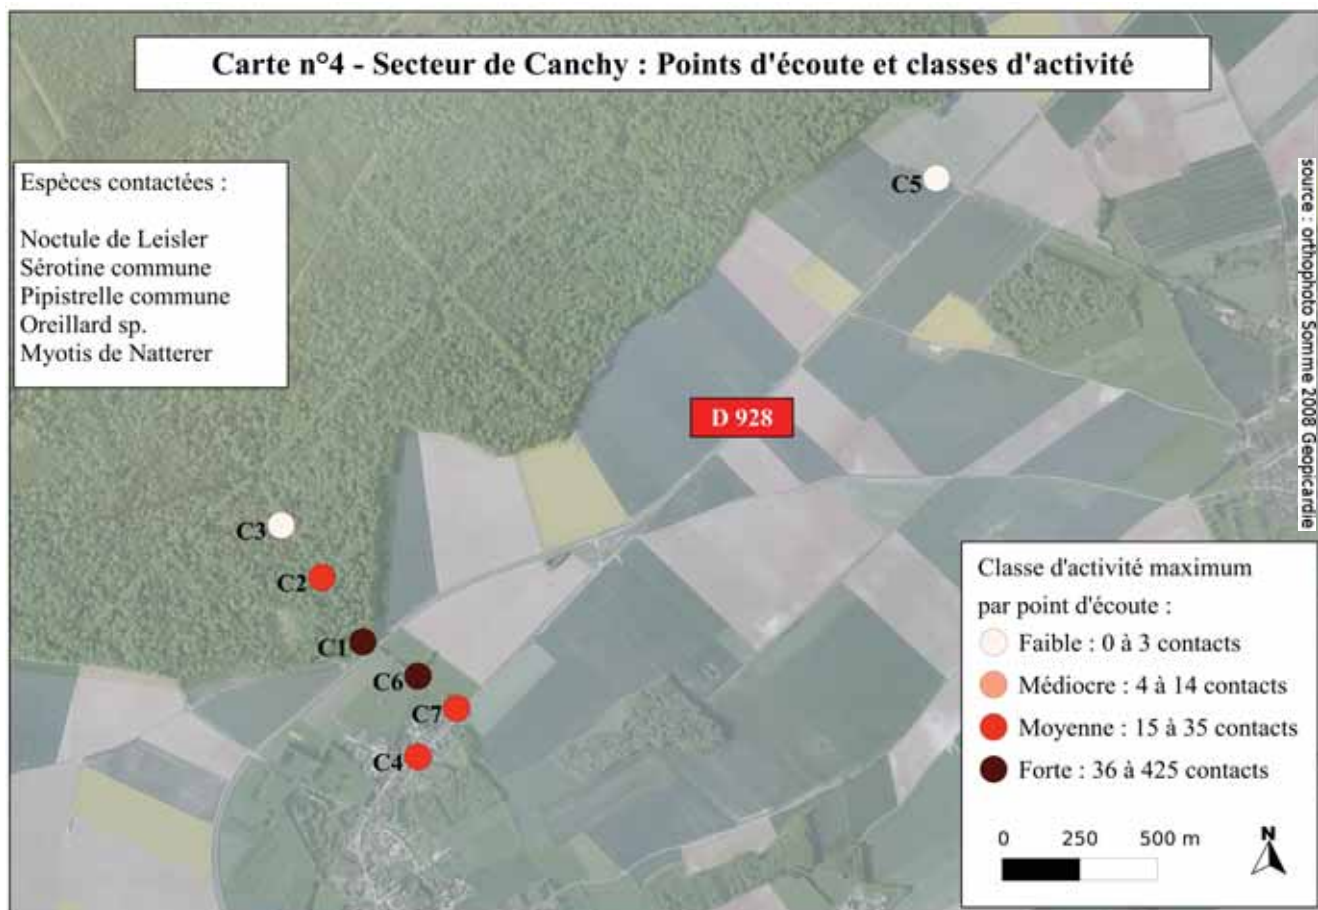 Carte n°4 - Secteur de Canchy : Points d'écoute et classes d'activité
Espèces contactées :
Noctule de Leisler
Sérotine commune
Pipistrelle commune
Oreillard sp.
Myotis de Natterer
C5
source : orthophoto Somme 2008 Geopicardie
D 928
C3
C2
C1
C6
C7
C4
Classe d'activité maximum
par point d'écoute :
Faible : 0 à 3 contacts
Médiocre : 4 à 14 contacts
Moyenne : 15 à 35 contacts
Forte : 36 à 425 contacts
0 250 500 m
N